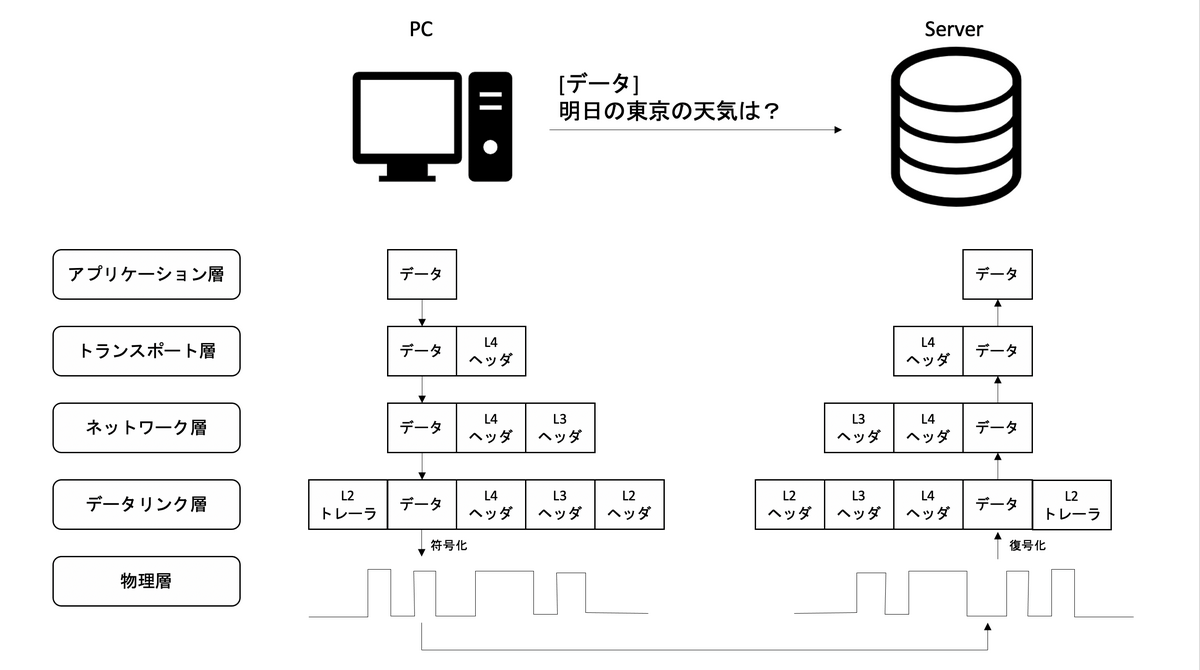 PC
Server
[データ]
明日の東京の天気は？
アプリケーション層
データ
データ
トランスポート層
データ
L4
ヘッダ
L4
ヘッダ
データ
ネットワーク層
データ
L4
ヘッダ
L3
ヘッダ
L3
ヘッダ
L4
ヘッダ
データ
データリンク層
L2
トレーラ
データ
L4
ヘッダ
L3
ヘッダ
L2
ヘッダ
L2
ヘッダ
L3
ヘッダ
L4
ヘッダ
データ
L2
トレーラ
符号化
復号化
物理層